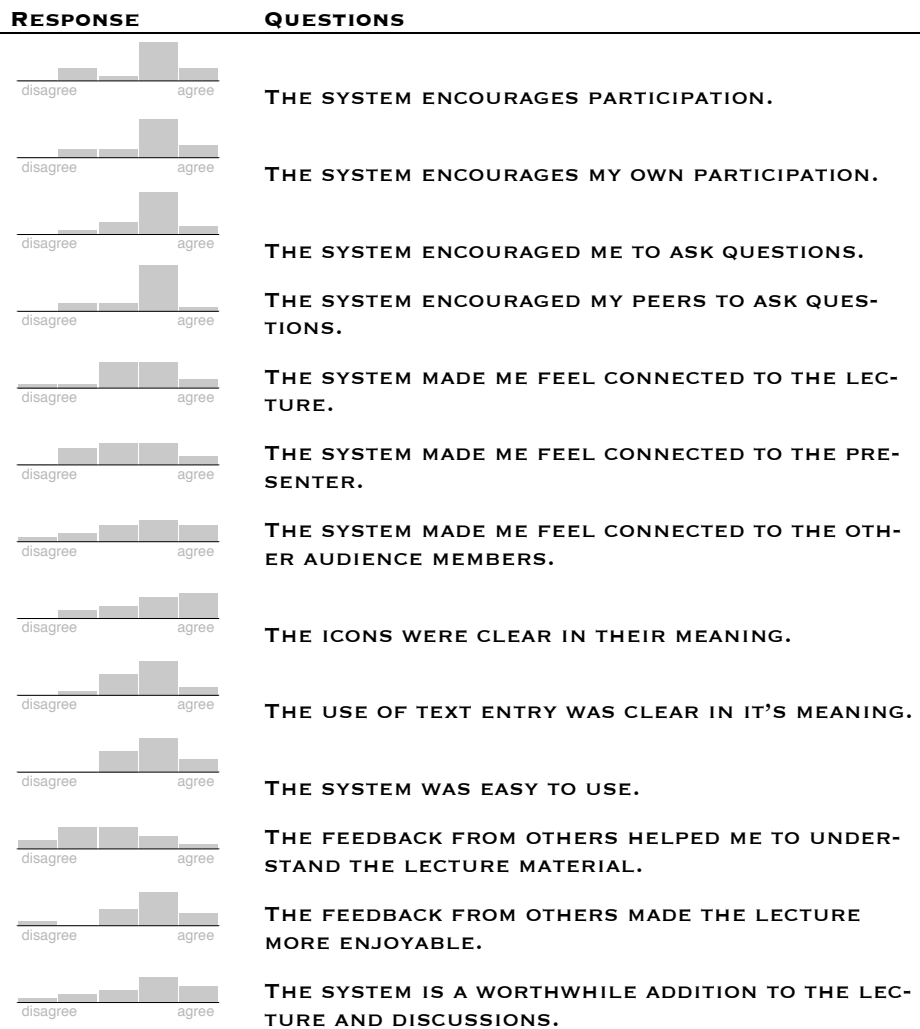 RESPONSE QUESTIONS
disagree agree
THE SYSTEM ENCOURAGES PARTICIPATION.
disagree agree
THE SYSTEM ENCOURAGES MY OWN PARTICIPATION.
disagree agree
THE SYSTEM ENCOURAGED ME TO ASK QUESTIONS.
THE SYSTEM ENCOURAGED MY PEERS TO ASK QUES-
disagree agree
TIONS.
THE SYSTEM MADE ME FEEL CONNECTED TO THE LEC-
disagree agree
TURE.
THE SYSTEM MADE ME FEEL CONNECTED TO THE PRE-
disagree agree
SENTER.
THE SYSTEM MADE ME FEEL CONNECTED TO THE OTH-
disagree agree
ER AUDIENCE MEMBERS.
disagree agree
THE ICONS WERE CLEAR IN THEIR MEANING.
disagree agree
THE USE OF TEXT ENTRY WAS CLEAR IN IT'S MEANING.
disagree agree
THE SYSTEM WAS EASY TO USE.
THE FEEDBACK FROM OTHERS HELPED ME TO UNDER-
disagree agree
STAND THE LECTURE MATERIAL.
THE FEEDBACK FROM OTHERS MADE THE LECTURE
disagree agree
MORE ENJOYABLE.
THE SYSTEM IS A WORTHWHILE ADDITION TO THE LEC-
disagree agree
TURE AND DISCUSSIONS.